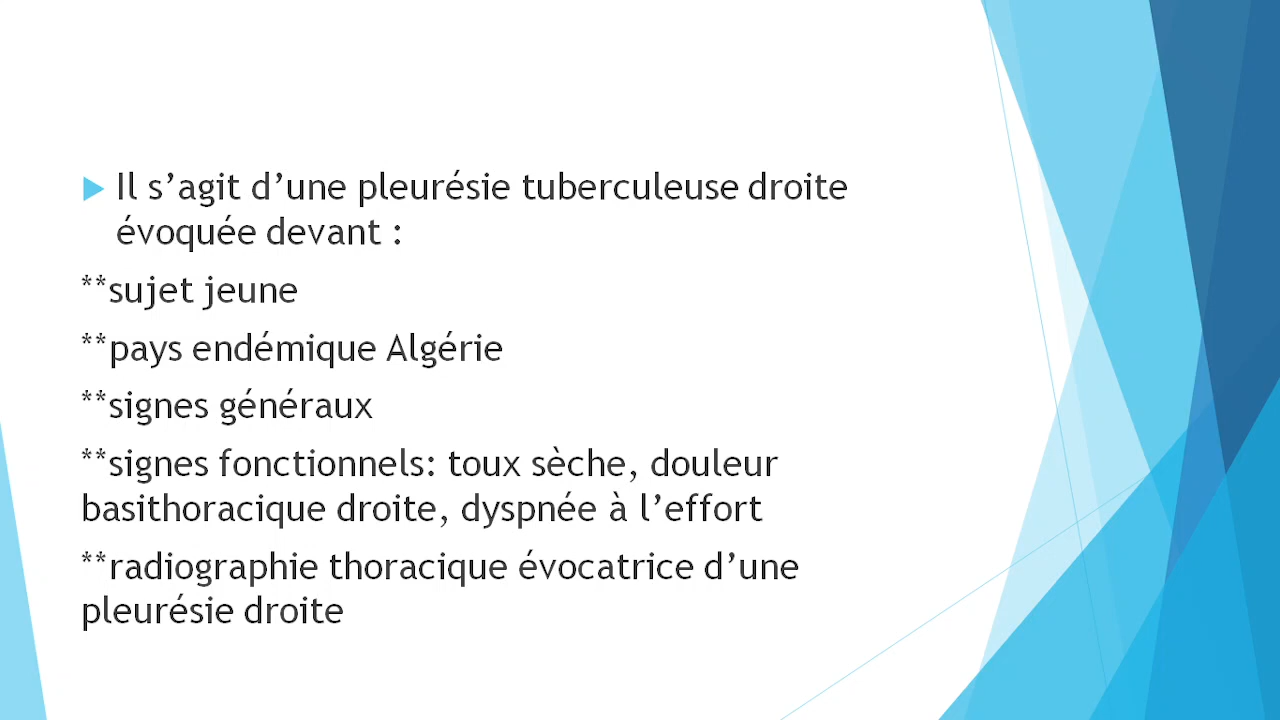 Il s’agit d’une pleurésie tuberculeuse droite
évoquée devant :
**sujet jeune
**pays endémique Algérie
**signes généraux
**signes fonctionnels: toux sèche, douleur
basithoracique droite, dyspnée à l’effort
**radiographie thoracique évocatrice d’une
pleurésie droite